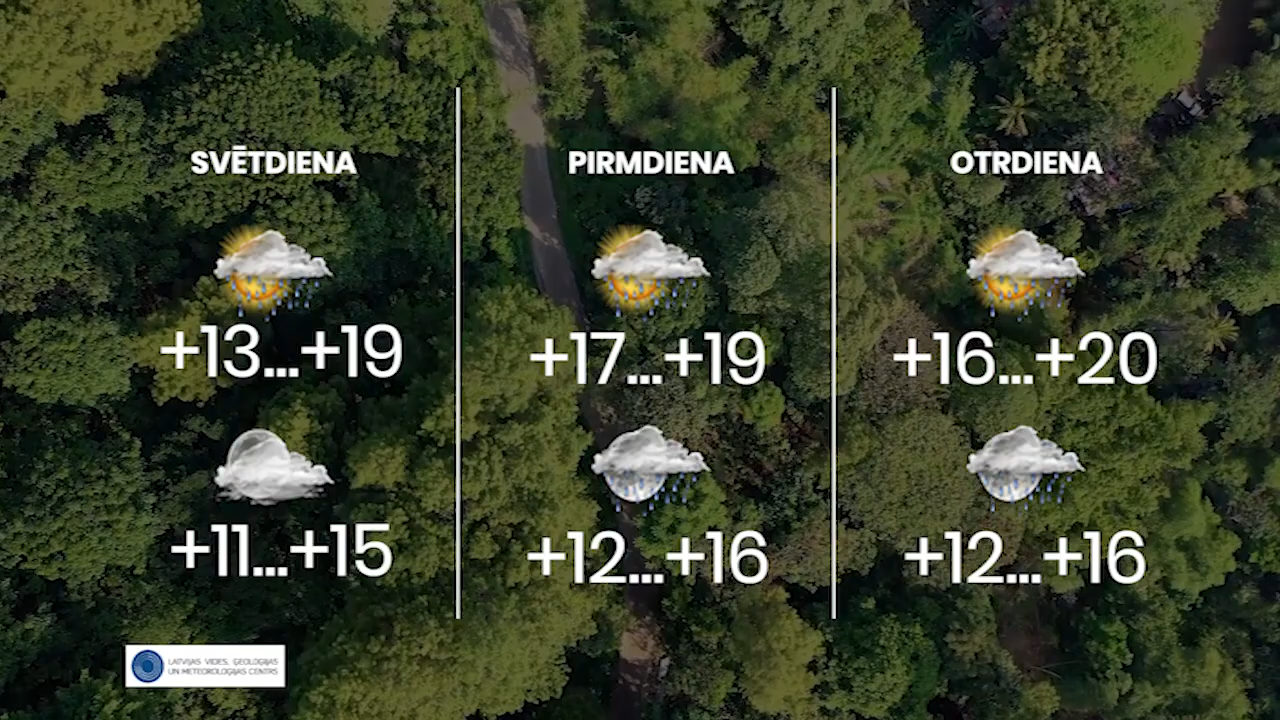 SVĒTDIENA
+13...+19
+11...+15
PIRMDIENA
+17...+19
+12...+16
OTRDIENA
+16...+20
+12...+16
LATVIJAS VIDES, ĢEOLOĢIJAS
UN METEOROLOĢIJAS CENTRS